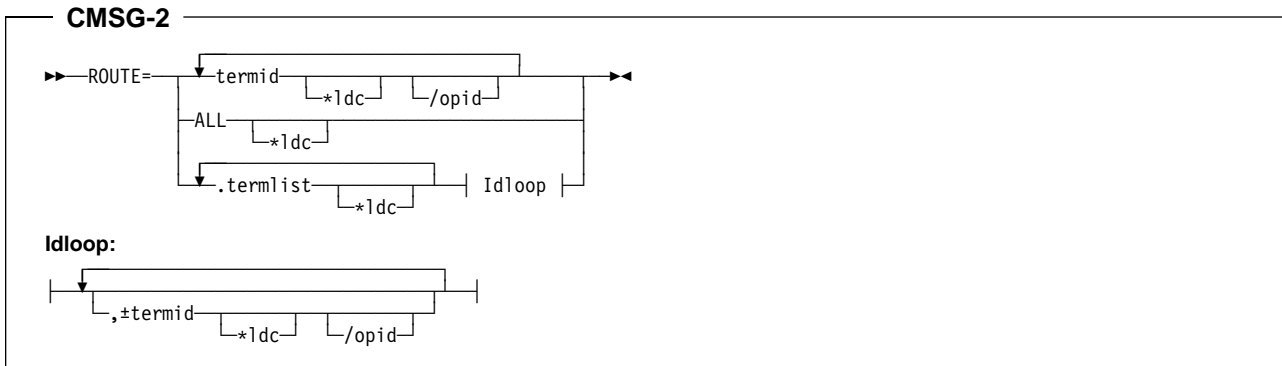 CMSG-2
ROUTE= termid *ldc /opid
ALL *ldc
.termlist *ldc Idloop
Idloop:
,±termid *ldc /opid